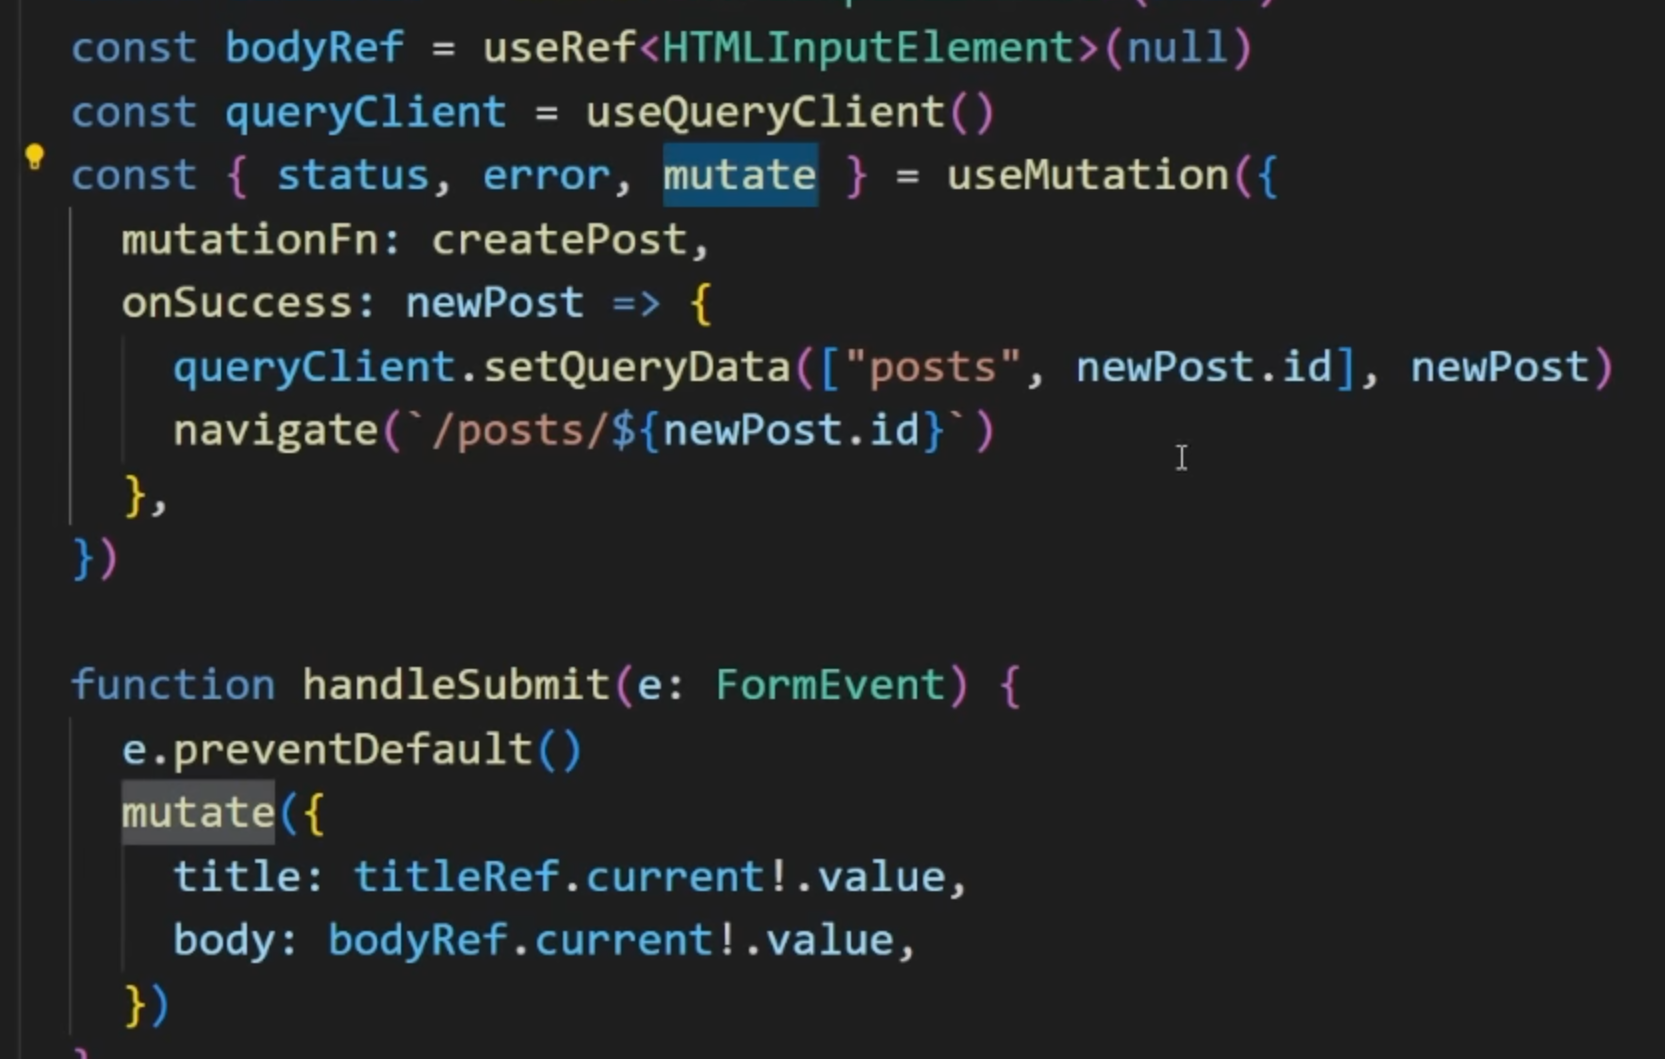 const bodyRef = useRef<HTMLInputElement>(null)
const queryClient = useQueryClient()
const { status, error, mutate } = useMutation({
mutationFn: createPost,
onSuccess: newPost => {
queryClient.setQueryData(["posts", newPost.id], newPost)
navigate(`/posts/${newPost.id}`)
},
})
function handleSubmit(e: FormEvent) {
e.preventDefault()
mutate({
title: titleRef.current!.value,
body: bodyRef.current!.value,
})
}